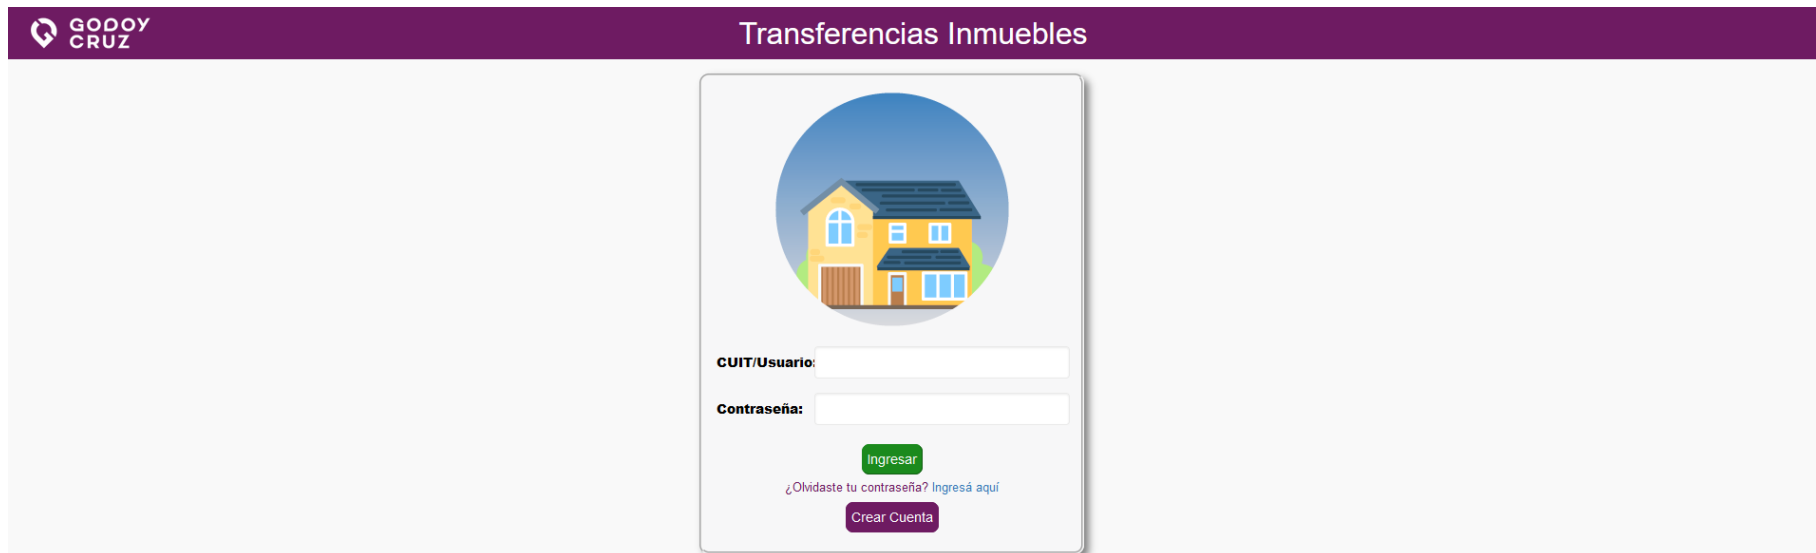 GODOY
CRUZ
Transferencias Inmuebles
CUIT/Usuario:
Contraseña:
Ingresar
¿Olvidaste tu contraseña? Ingresá aquí
Crear Cuenta